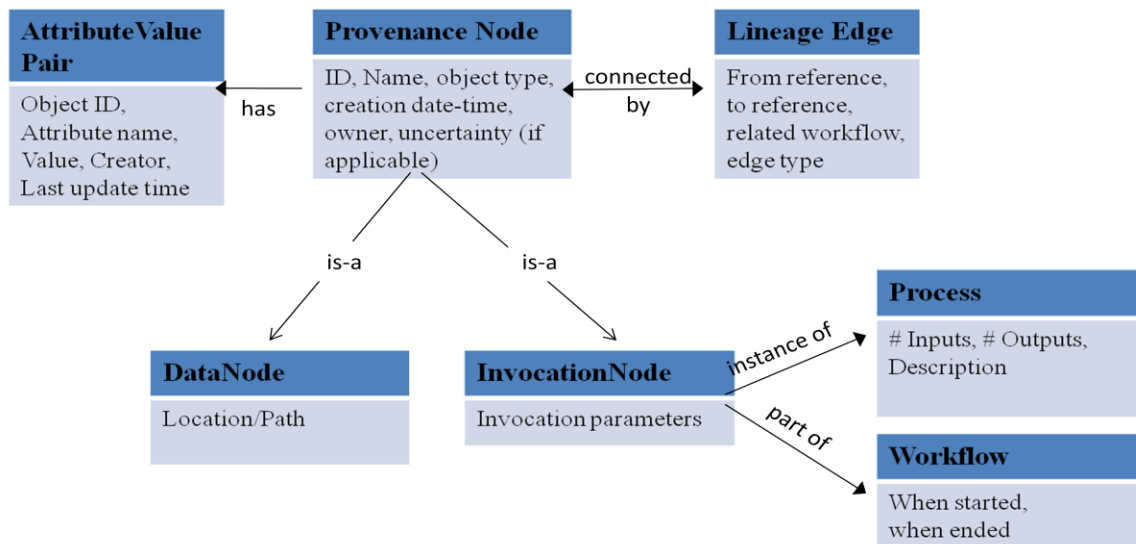 AttributeValue
Pair
Object ID,
Attribute name,
Value, Creator,
Last update time
has
Provenance Node
ID, Name, object type,
creation date-time,
owner, uncertainty (if
applicable)
connected
by
Lineage Edge
From reference,
to reference,
related workflow,
edge type
is-a
is-a
DataNode
Location/Path
InvocationNode
Invocation parameters
instance of
part of
Process
# Inputs, # Outputs,
Description
Workflow
When started,
when ended